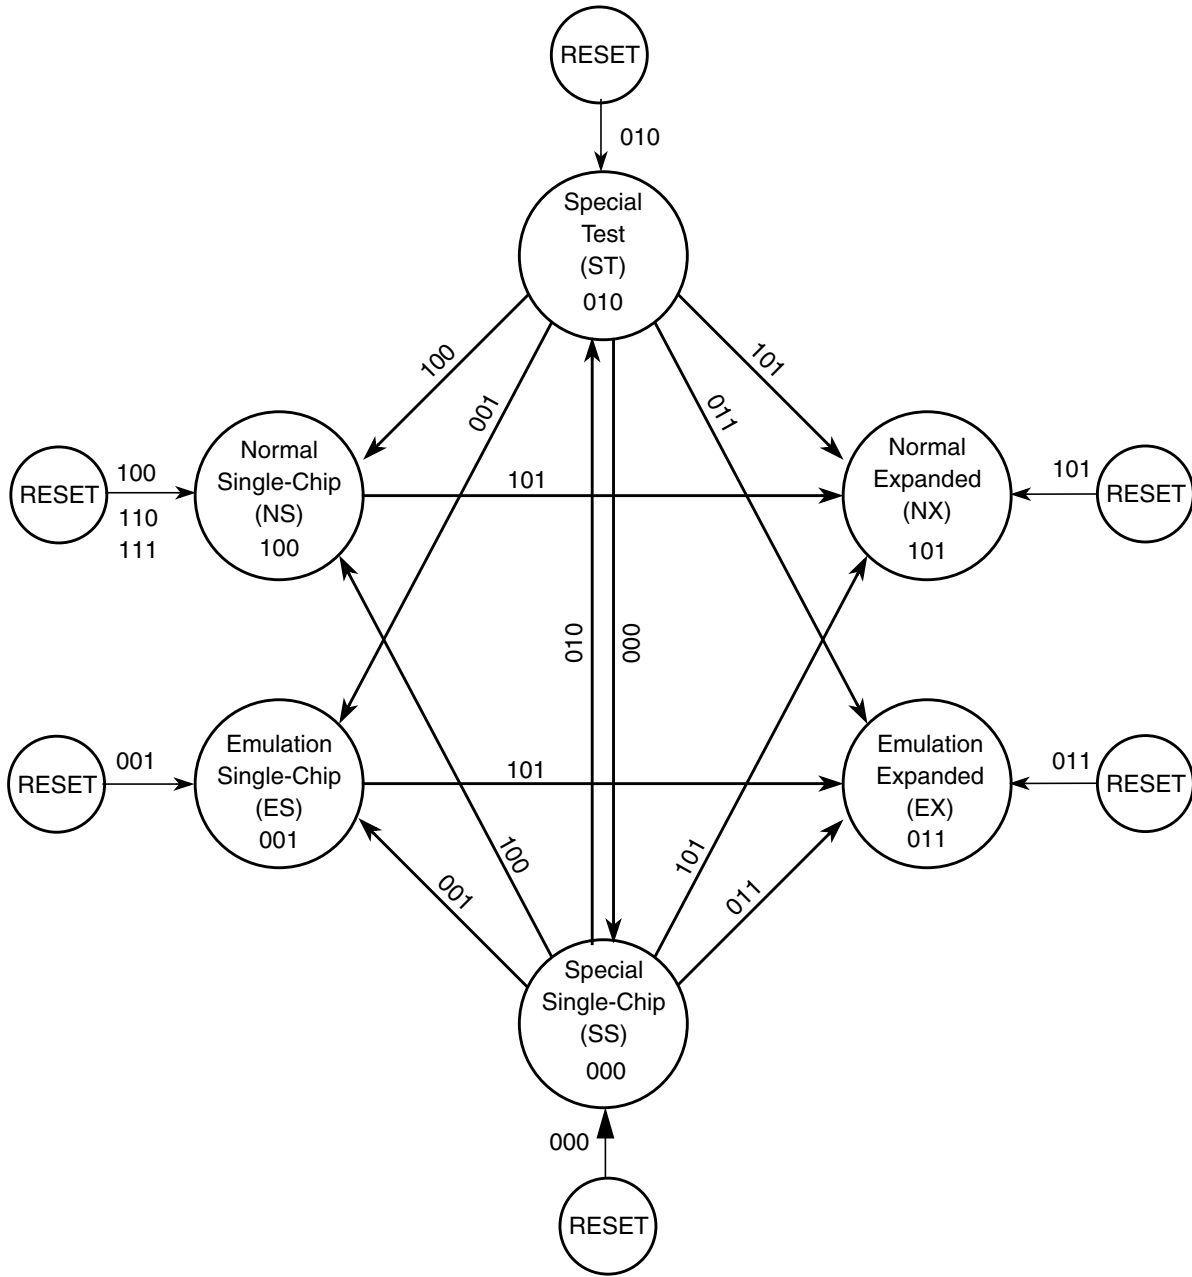 RESET
010
Special
Test
(ST)
010
100
001
101
011
Normal
Single-Chip
(NS)
100
RESET
100
110
111
101
Normal
Expanded
(NX)
101
101
RESET
010
000
Emulation
Single-Chip
(ES)
001
RESET
001
101
Emulation
Expanded
(EX)
011
011
RESET
001
100
101
011
Special
Single-Chip
(SS)
000
000
RESET